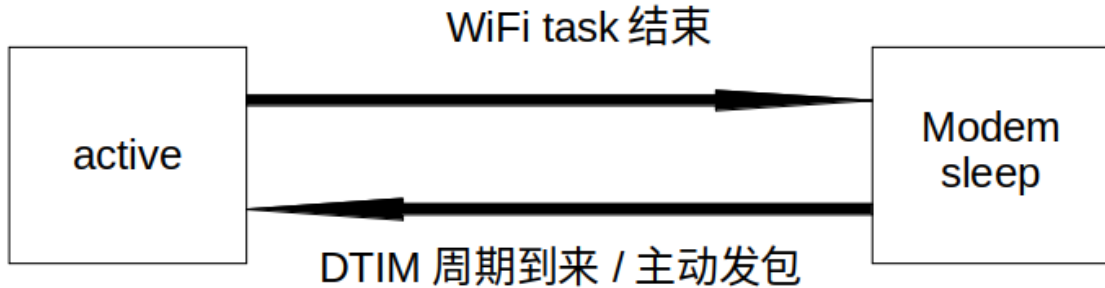 WiFi task 结束
active
Modem
sleep
DTIM 周期到来 / 主动发包